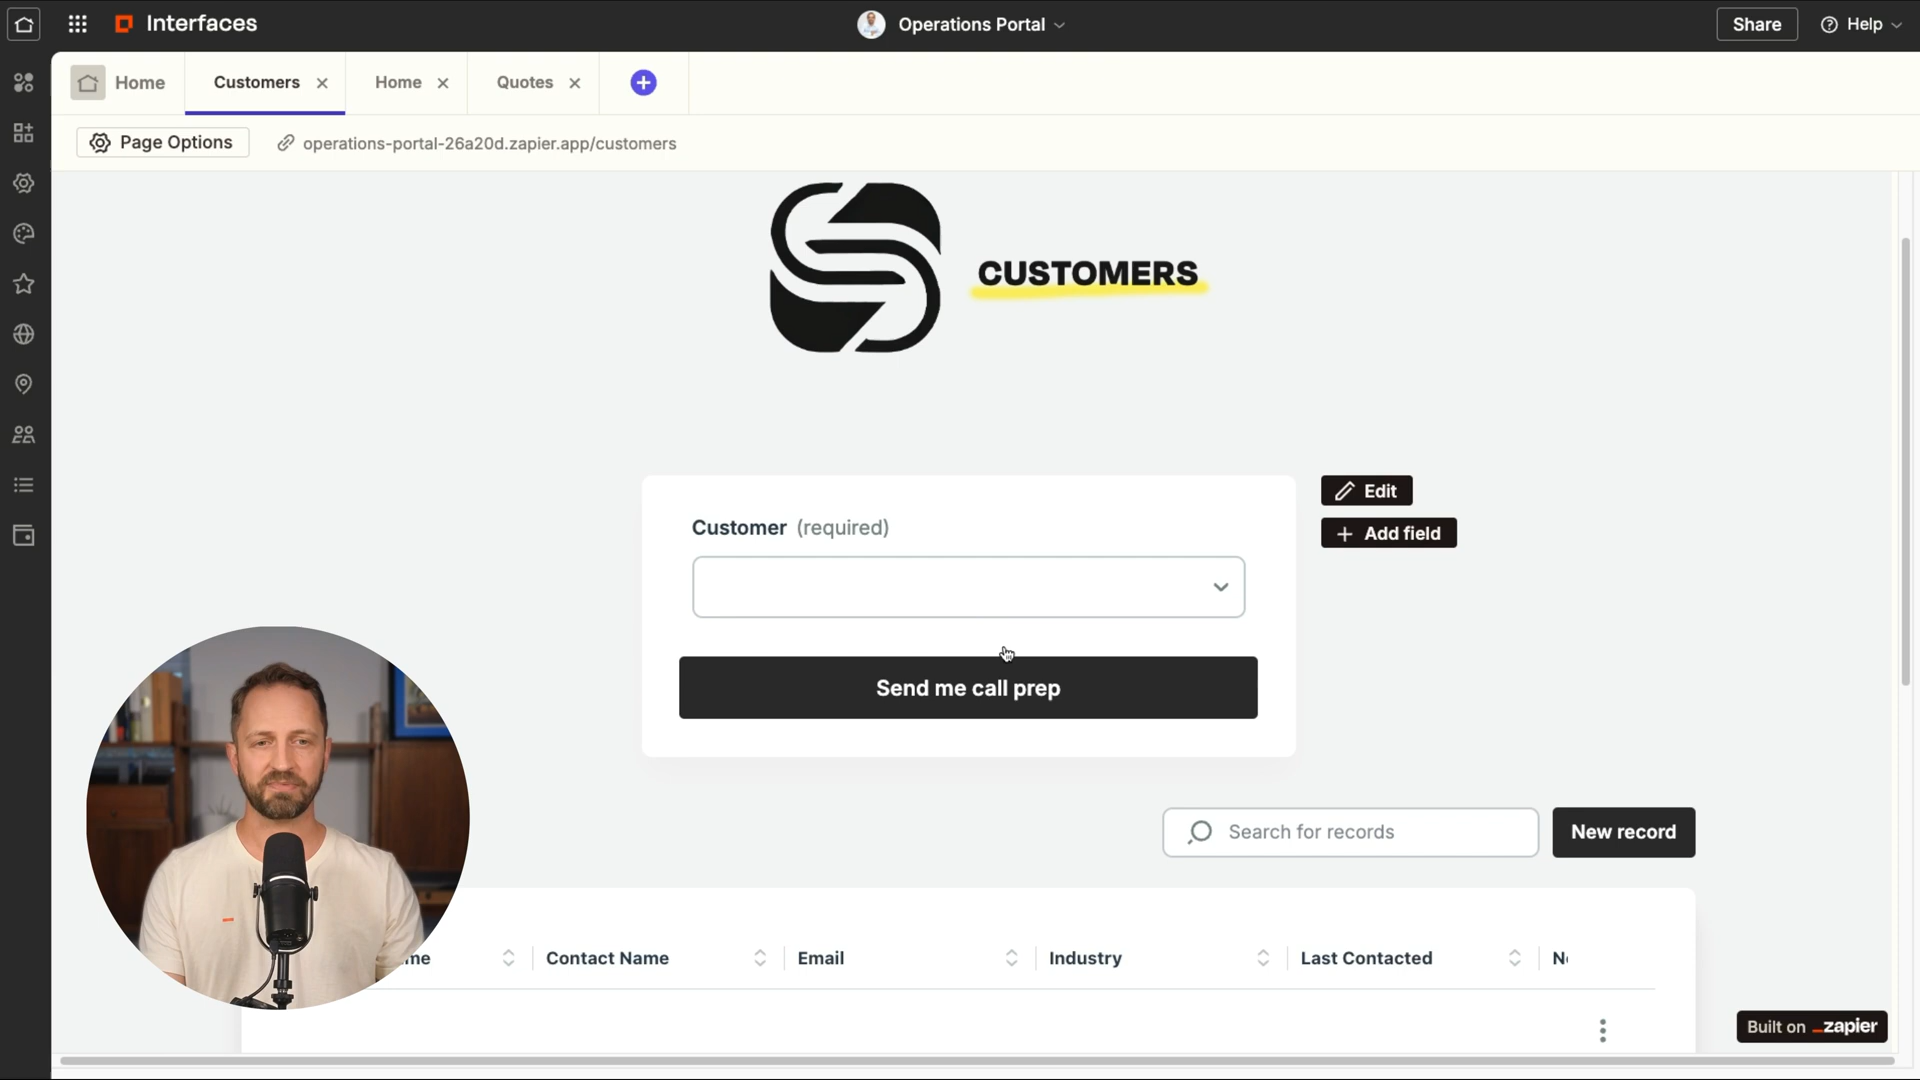 Interfaces
Operations Portal
Share
Help
Home
Customers
Home
Quotes
Page Options
operations-portal-26a20d.zapier.app/customers
CUSTOMERS
Customer (required)
Edit
Add field
Send me call prep
Search for records
New record
Contact Name
Email
Industry
Last Contacted
Built on zapier